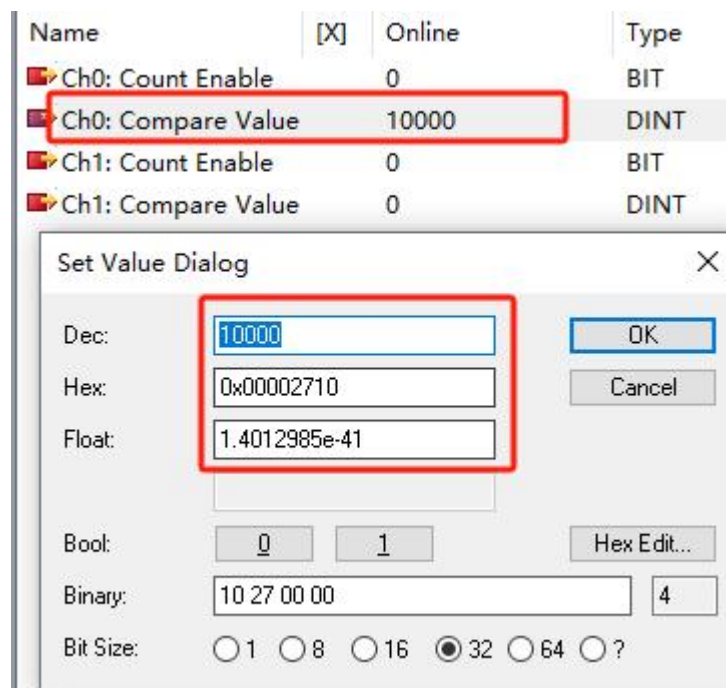 Name [X] Online Type
Ch0: Count Enable 0 BIT
Ch0: Compare Value 10000 DINT
Ch1: Count Enable 0 BIT
Ch1: Compare Value 0 DINT
Set Value Dialog
Dec: 10000 OK
Hex: 0x00002710 Cancel
Float: 1.4012985e-41
Bool: 0 1 Hex Edit...
Binary: 10 27 00 00 4
Bit Size: 1 8 16 32 64 ?